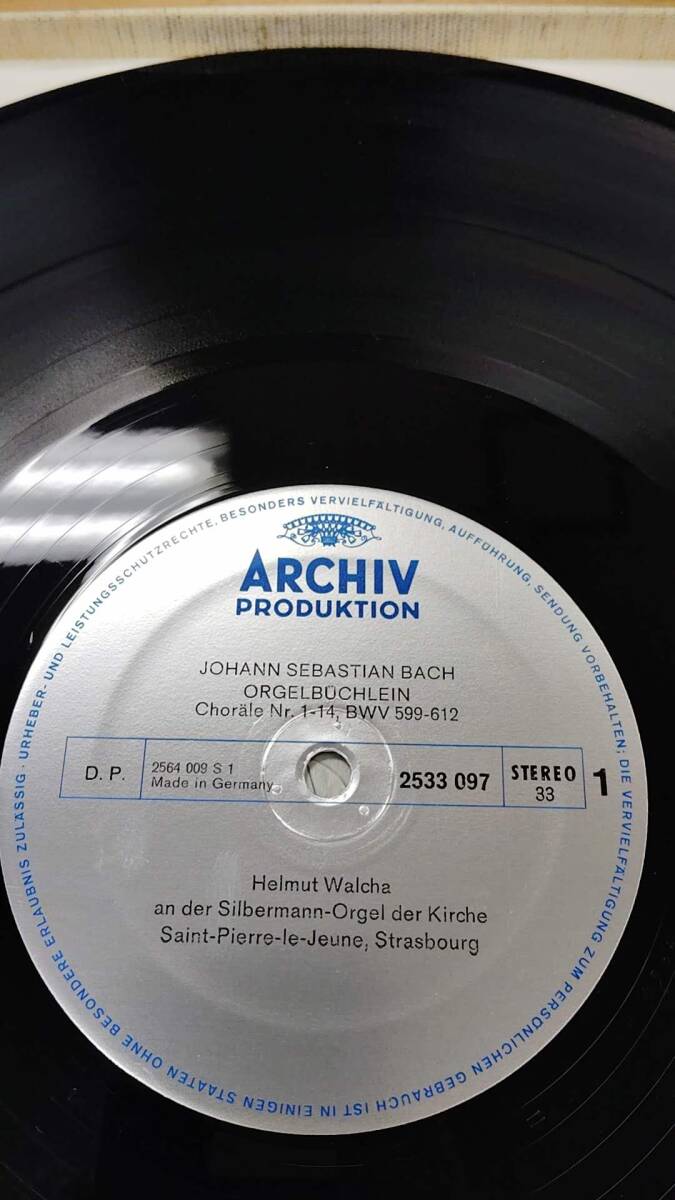 URHEBER- UND LEISTUNGSSCHUTZRECHTE, BESONDERS VERVIELFÄLTIGUNG, AUFFÜHRUNG, SENDUNG VORBEHALTEN; DIE VERVIELFÄLTIGUNG ZUM PERSÖNLICHEN GEBRAUCH IST IN EINIGEN STAATEN OHNE BESONDERE ERLAUBNIS ZULÄSSIG ·
ARCHIV
PRODUKTION
JOHANN SEBASTIAN BACH
ORGELBÜCHLEIN
Choräle Nr. 1-14, BWV 599-612
D. P.
2564 009 S 1
Made in Germany
2533 097
STEREO
33
1
Helmut Walcha
an der Silbermann-Orgel der Kirche
Saint-Pierre-le-Jeune, Strasbourg